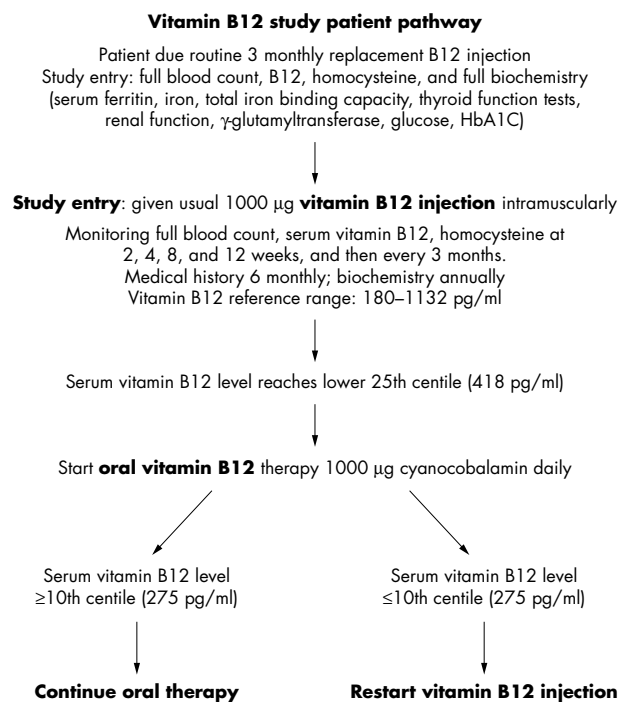 Vitamin B12 study patient pathway
Patient due routine 3 monthly replacement B12 injection
Study entry: full blood count, B12, homocysteine, and full biochemistry
(serum ferritin, iron, total iron binding capacity, thyroid function tests,
renal function, γ-glutamyltransferase, glucose, HbA1C)
Study entry: given usual 1000 μg vitamin B12 injection intramuscularly
Monitoring full blood count, serum vitamin B12, homocysteine at
2, 4, 8, and 12 weeks, and then every 3 months.
Medical history 6 monthly; biochemistry annually
Vitamin B12 reference range: 180–1132 pg/ml
Serum vitamin B12 level reaches lower 25th centile (418 pg/ml)
Start oral vitamin B12 therapy 1000 μg cyanocobalamin daily
Serum vitamin B12 level
≥10th centile (275 pg/ml)
Continue oral therapy
Serum vitamin B12 level
≤10th centile (275 pg/ml)
Restart vitamin B12 injection